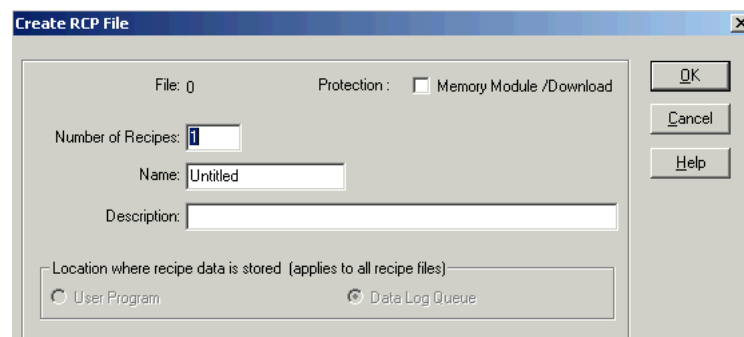 Create RCP File
File: 0 Protection : Memory Module /Download
OK
Number of Recipes: 1
Cancel
Name: Untitled
Help
Description:
Location where recipe data is stored (applies to all recipe files)
User Program Data Log Queue